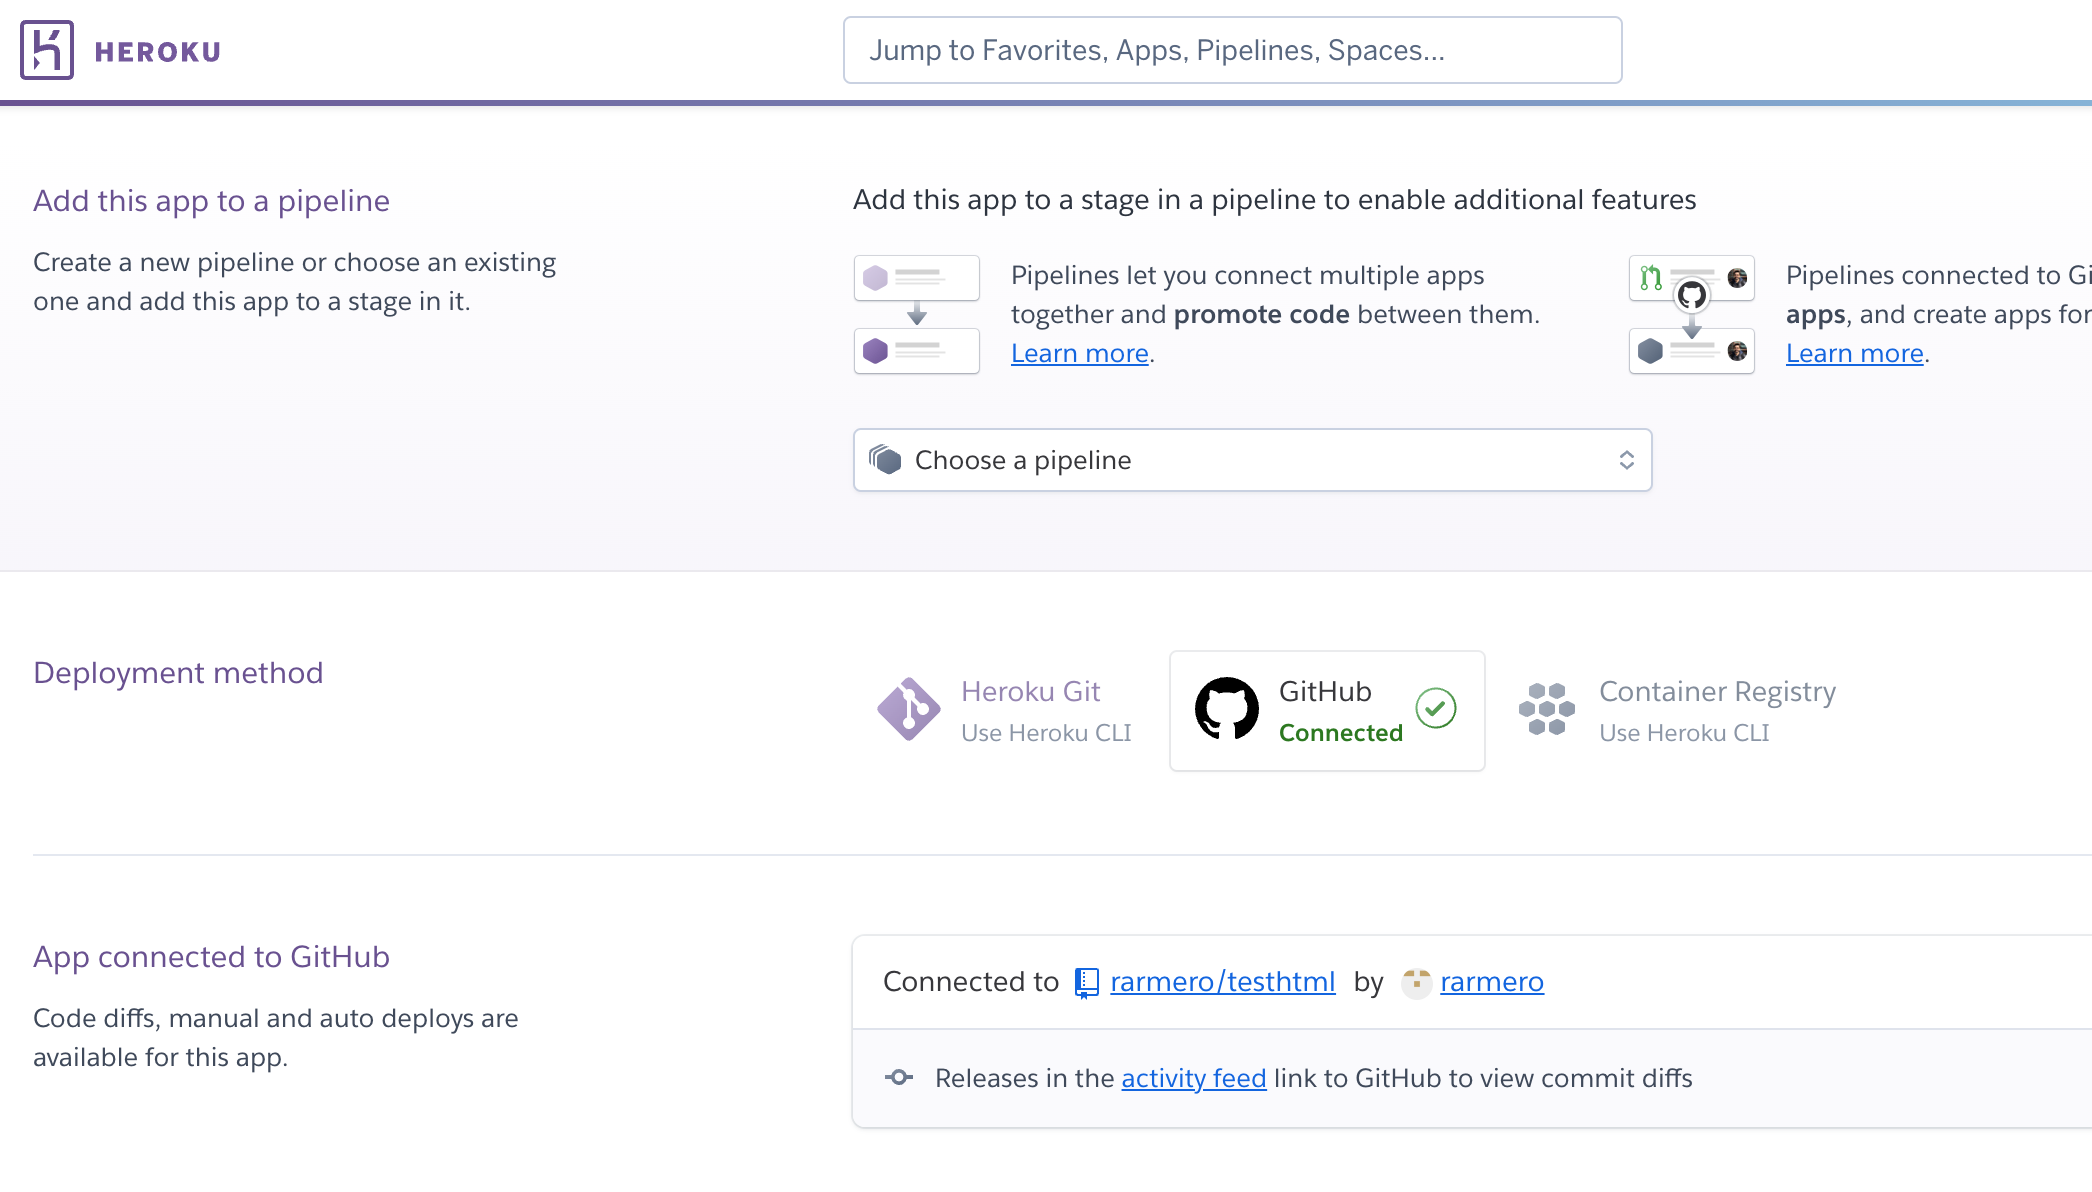 HEROKU
Jump to Favorites, Apps, Pipelines, Spaces...
Add this app to a pipeline
Create a new pipeline or choose an existing
one and add this app to a stage in it.
Add this app to a stage in a pipeline to enable additional features
Pipelines let you connect multiple apps
together and promote code between them.
Learn more.
Pipelines connected to Gi
apps, and create apps for
Learn more.
Choose a pipeline
Deployment method
Heroku Git
Use Heroku CLI
GitHub
Connected
Container Registry
Use Heroku CLI
App connected to GitHub
Code diffs, manual and auto deploys are
available for this app.
Connected to rarmero/testhtml by rarmero
Releases in the activity feed link to GitHub to view commit diffs